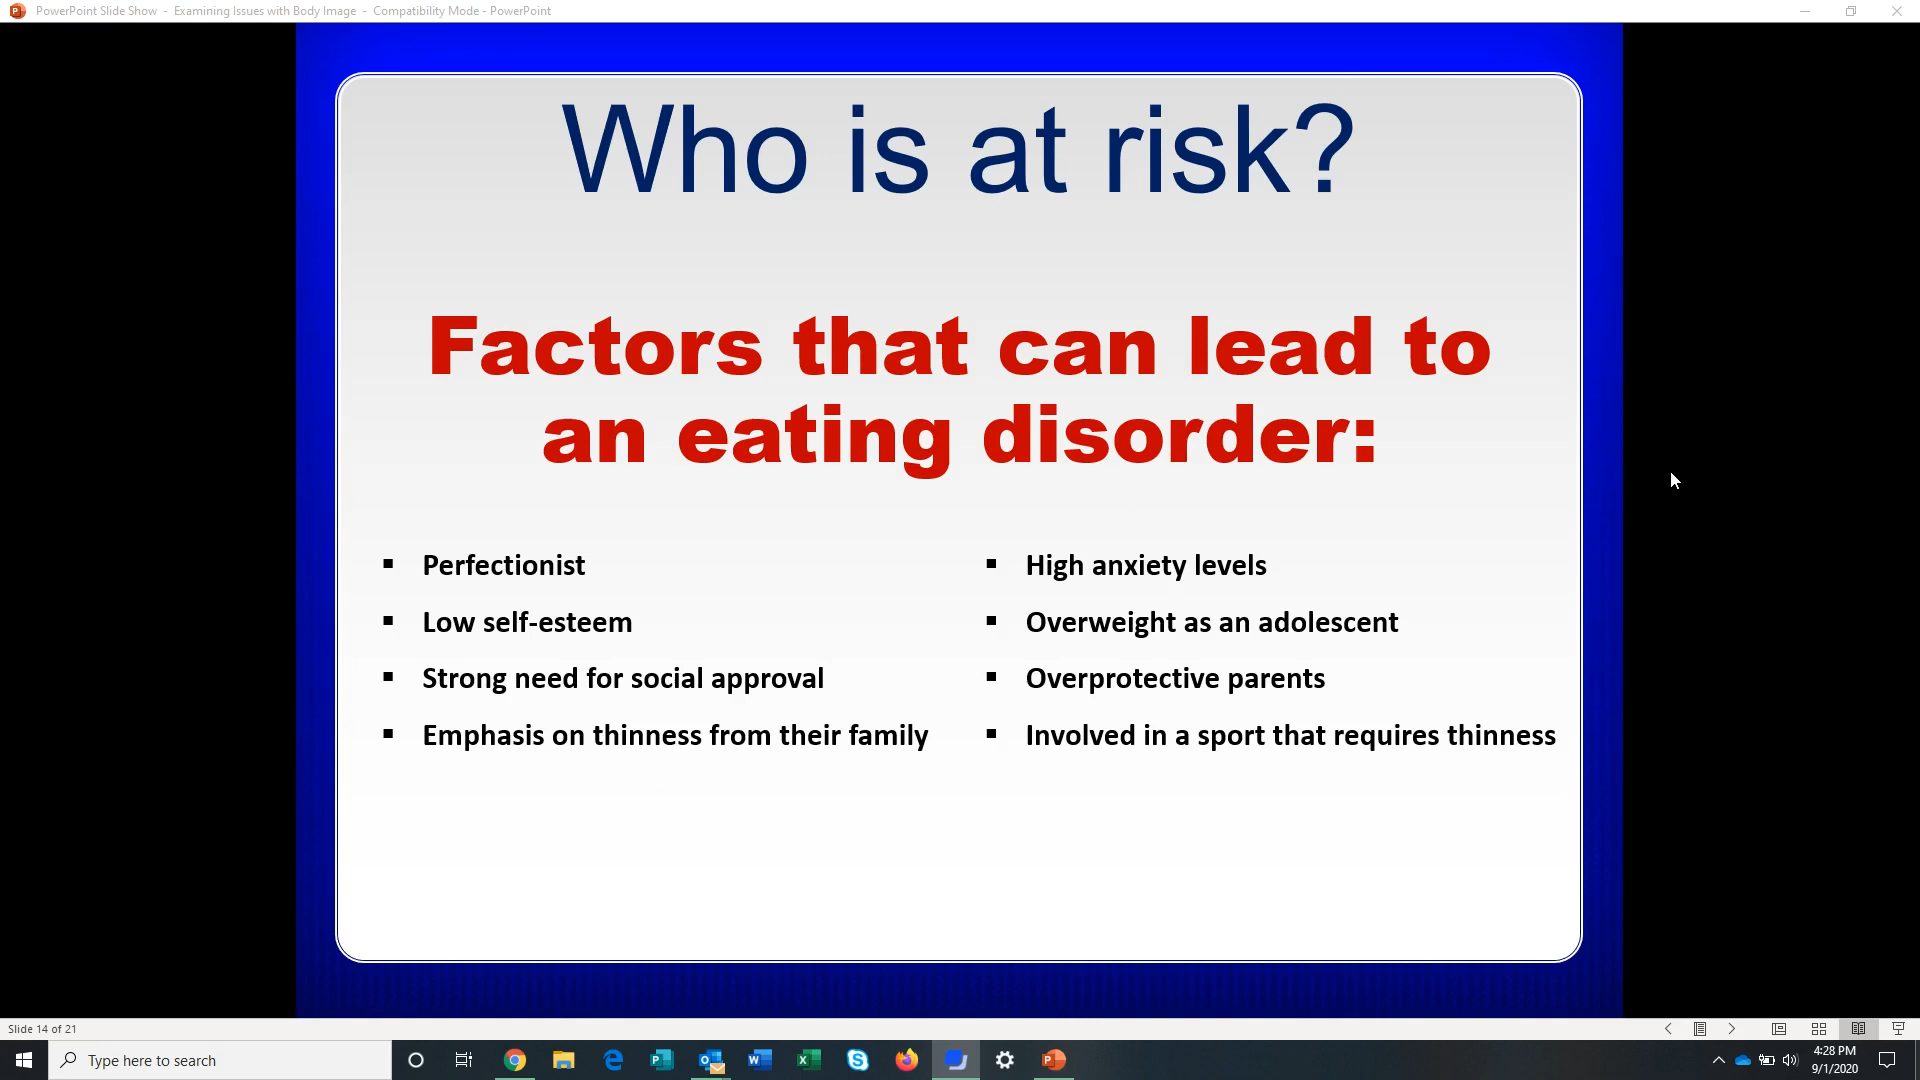 PowerPoint Slide Show - Examining Issues with Body Image - Compatibility Mode - PowerPoint
Who is at risk?
Factors that can lead to
an eating disorder:
▪ Perfectionist
▪ Low self-esteem
▪ Strong need for social approval
▪ Emphasis on thinness from their family
▪ High anxiety levels
▪ Overweight as an adolescent
▪ Overprotective parents
▪ Involved in a sport that requires thinness
Slide 14 of 21
Type here to search
4:28 PM
9/1/2020